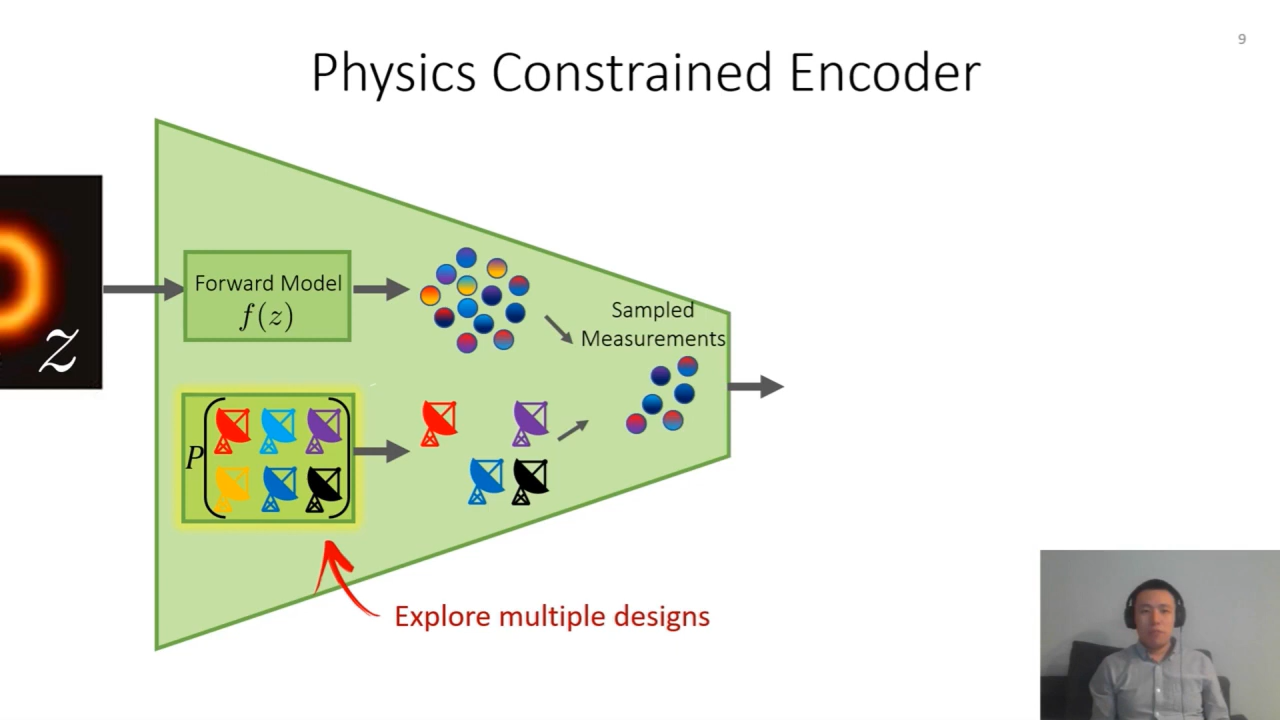 9
Physics Constrained Encoder
z
Forward Model
f(z)
Sampled
Measurements
P
Explore multiple designs